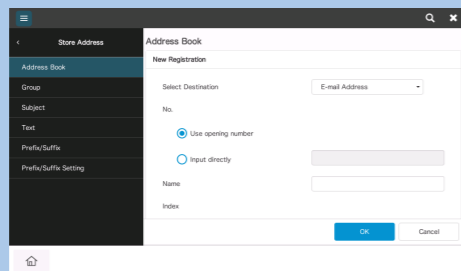 < Store Address
Address Book
Group
Subject
Text
Prefix/Suffix
Prefix/Suffix Setting
Address Book
New Registration
Select Destination E-mail Address
No.
Use opening number
Input directly
Name
Index
OK Cancel